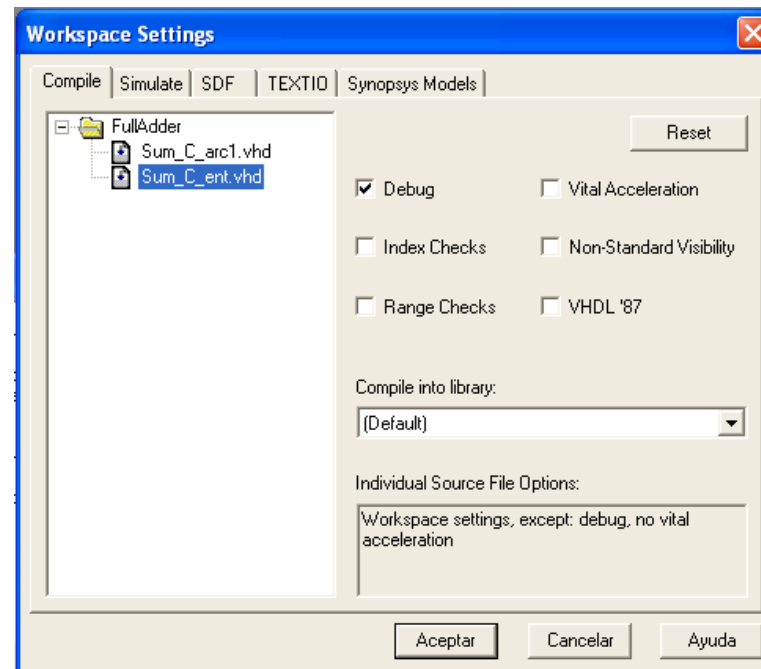 Workspace Settings
Compile Simulate SDF TEXTIO Synopsys Models
FullAdder
Sum_C_arc1.vhd
Sum_C_ent.vhd
Reset
Debug Vital Acceleration
Index Checks Non-Standard Visibility
Range Checks VHDL '87
Compile into library:
(Default)
Individual Source File Options:
Workspace settings, except: debug, no vital
acceleration
Aceptar Cancelar Ayuda